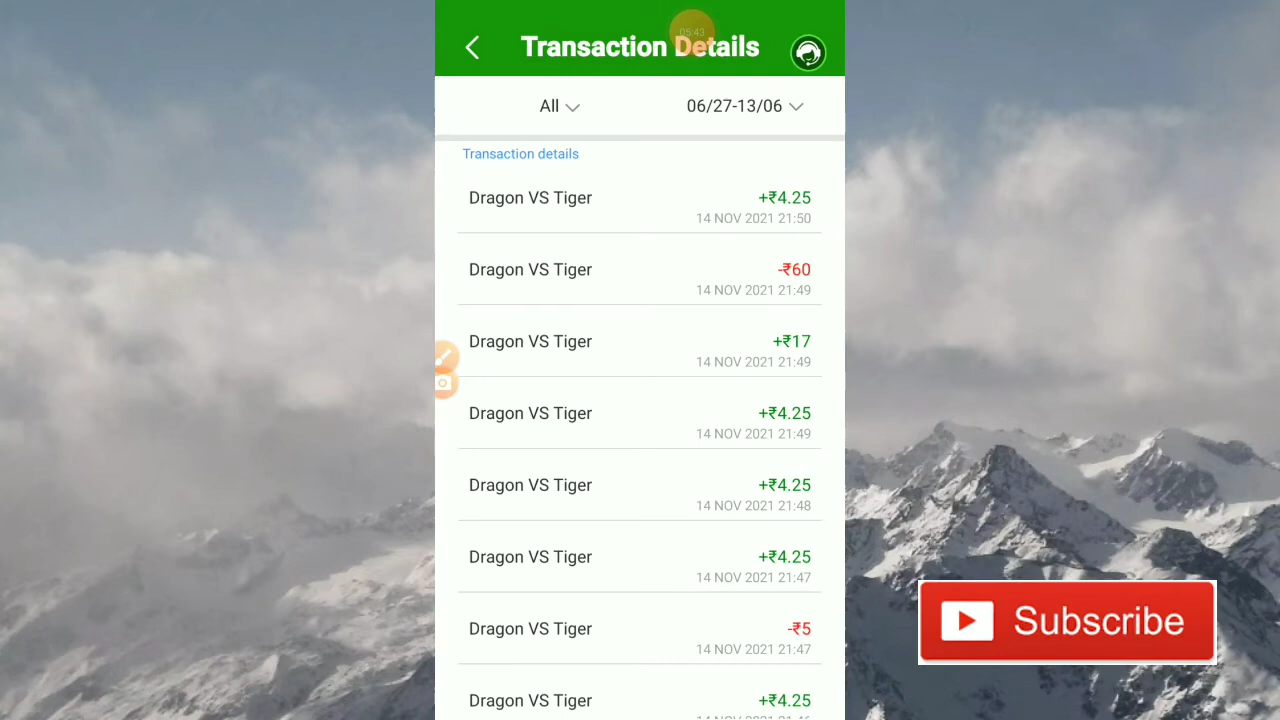 05:43
Transaction Details
All
06/27-13/06
Transaction details
Dragon VS Tiger
+₹4.25
14 NOV 2021 21:50
Dragon VS Tiger
-₹60
14 NOV 2021 21:49
Dragon VS Tiger
+₹17
14 NOV 2021 21:49
Dragon VS Tiger
+₹4.25
14 NOV 2021 21:49
Dragon VS Tiger
+₹4.25
14 NOV 2021 21:48
Dragon VS Tiger
+₹4.25
14 NOV 2021 21:47
Dragon VS Tiger
-₹5
14 NOV 2021 21:47
Dragon VS Tiger
+₹4.25
Subscribe